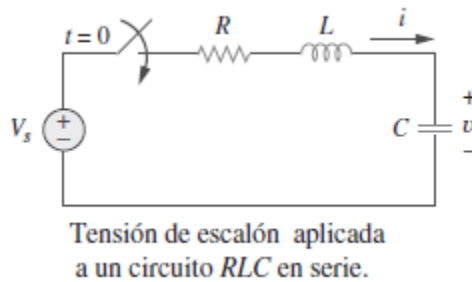 t = 0
R
L
i
V_s
+
−
C
+
v
−
Tensión de escalón aplicada
a un circuito RLC en serie.